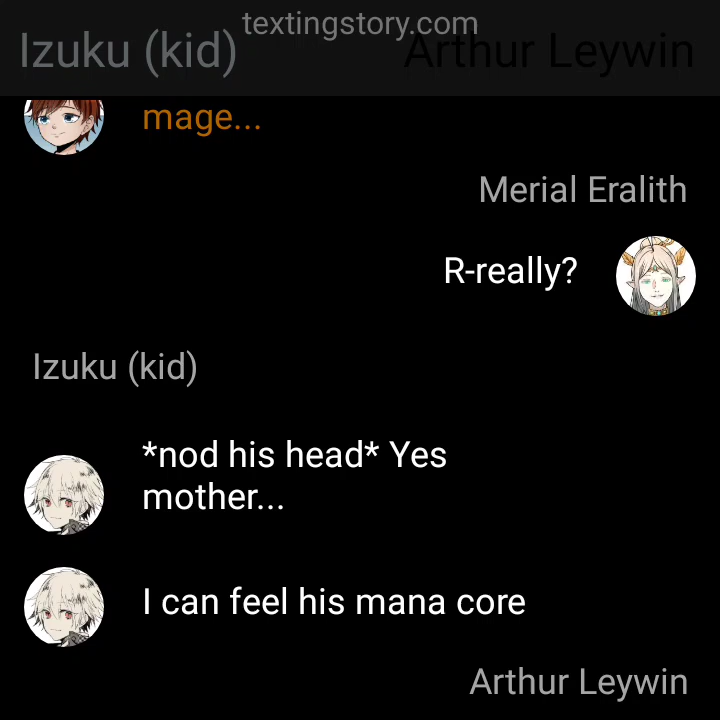 textingstory.com
Izuku (kid)
Arthur Leywin
mage...
Merial Eralith
R-really?
Izuku (kid)
*nod his head* Yes
mother...
I can feel his mana core
Arthur Leywin